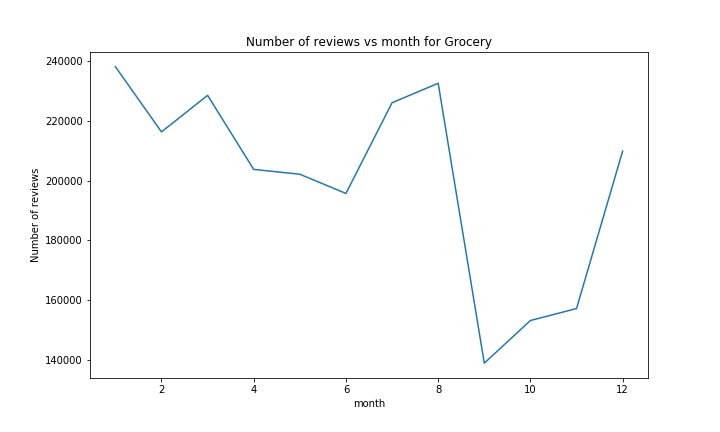 Number of reviews vs month for Grocery
240000
220000
200000
180000
160000
140000
Number of reviews
2 4 6 8 10 12
month